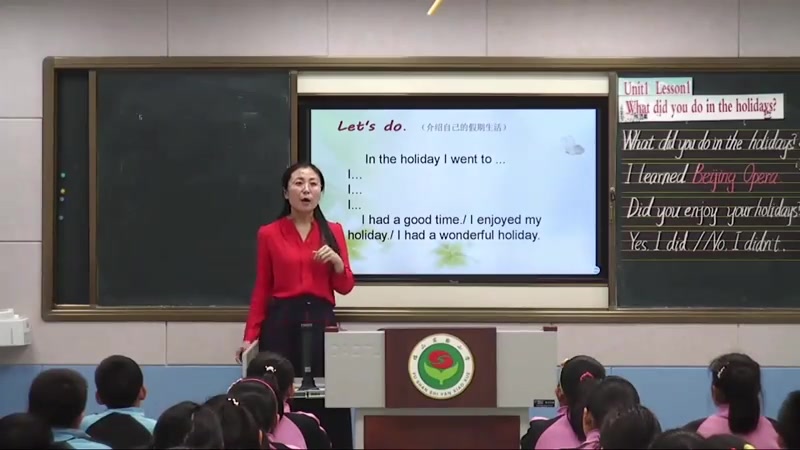 Let's do. （介绍自己的假期生活）
In the holiday I went to ...
I...
I...
I...
I had a good time./ I enjoyed my
holiday./ I had a wonderful holiday.
Unit1 Lesson1
What did you do in the holidays?
What did you do in the holidays?
I learned Beijing Opera
Did you enjoy your holidays?
Yes. I did //No. I didn't.